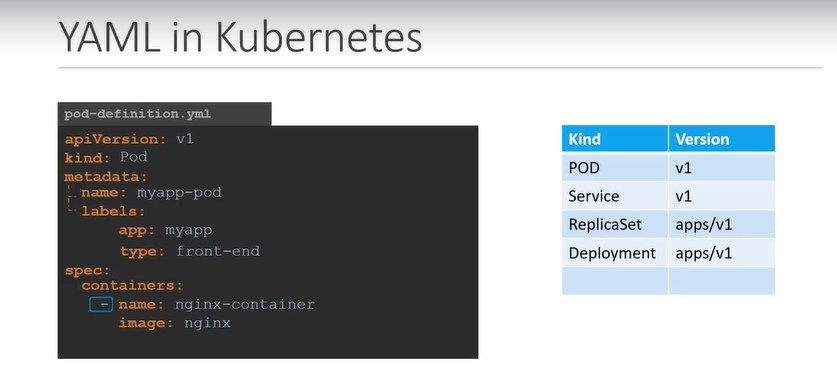 YAML in Kubernetes
pod-definition.yml
apiVersion: v1
kind: Pod
metadata:
name: myapp-pod
labels:
app: myapp
type: front-end
spec:
containers:
- name: nginx-container
image: nginx
Kind Version
POD v1
Service v1
ReplicaSet apps/v1
Deployment apps/v1